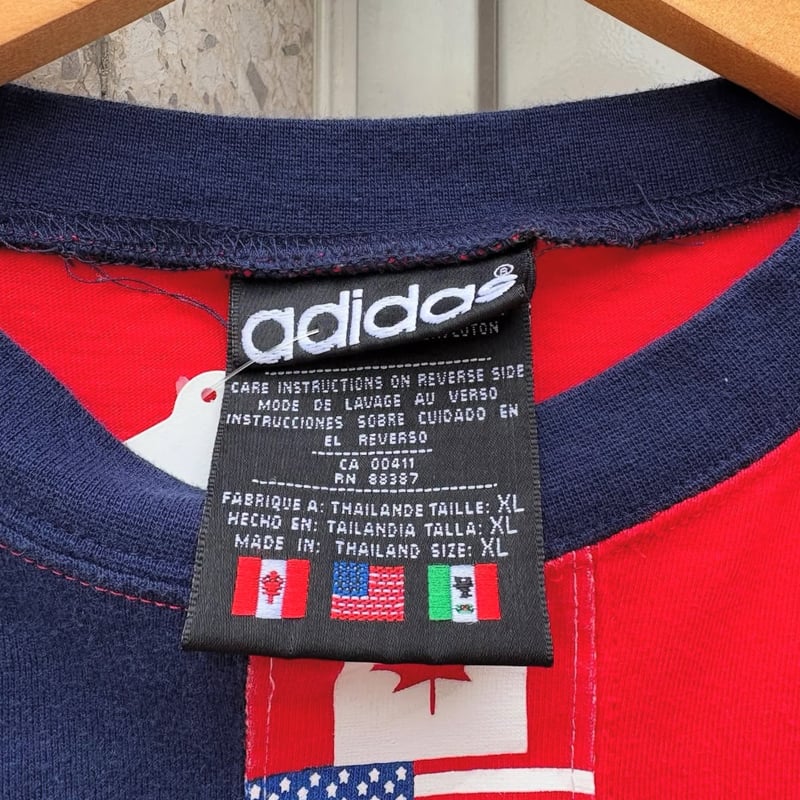 adidas®
CARE INSTRUCTIONS ON REVERSE SIDE
MODE DE LAVAGE AU VERSO
INSTRUCCIONES SOBRE CUIDADO EN
EL REVERSO
CA 00411
RN 88387
FABRIQUE A: THAILANDE TAILLE: XL
HECHO EN: TAILANDIA TALLA: XL
MADE IN: THAILAND SIZE: XL